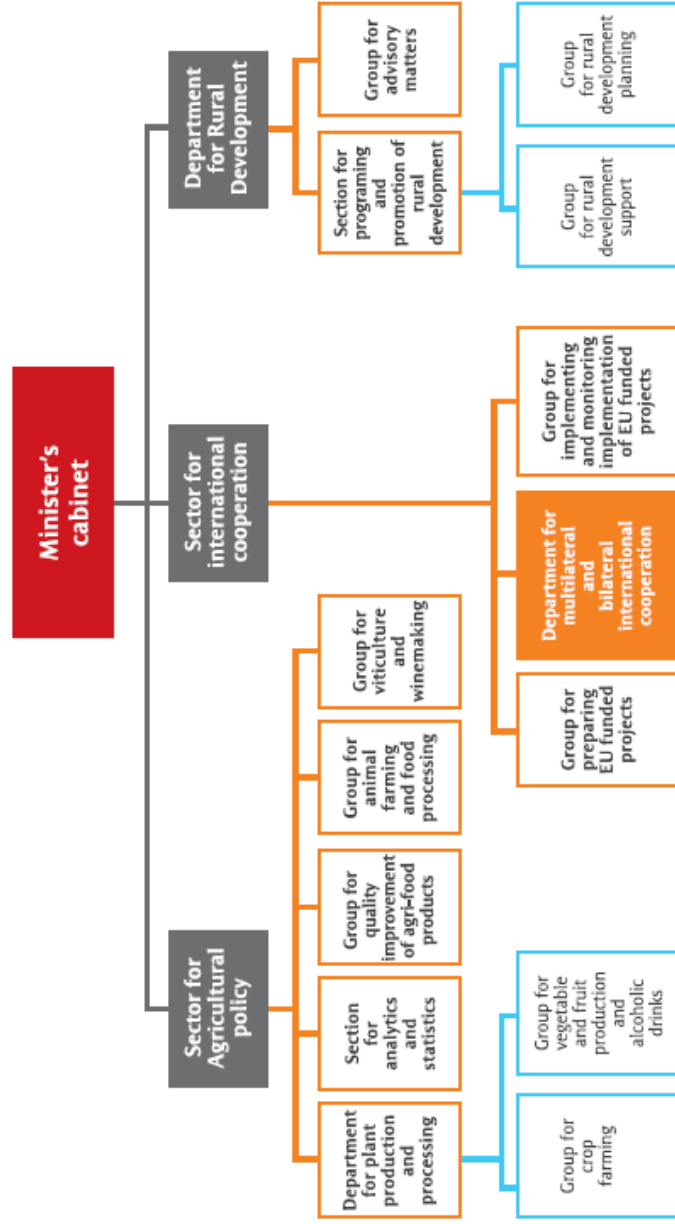 Minister's
cabinet
Sector for
Agricultural
policy
Sector for
international
cooperation
Department
for Rural
Development
Department
for plant
production
and
processing
Section
for
analytics
and
statistics
Group for
quality
improvement
of agri-food
products
Group for
animal
farming
and food
processing
Group for
viticulture
and
winemaking
Section for
programing
and
promotion of
rural
development
Group for
advisory
matters
Group for
crop
farming
Group for
vegetable
and fruit
production
and
alcoholic
drinks
Group for
preparing
EU funded
projects
Department for
multilateral
and
bilateral
international
cooperation
Group for
implementing
and monitoring
implementation
of EU funded
projects
Group
for rural
development
support
Group
for rural
development
planning